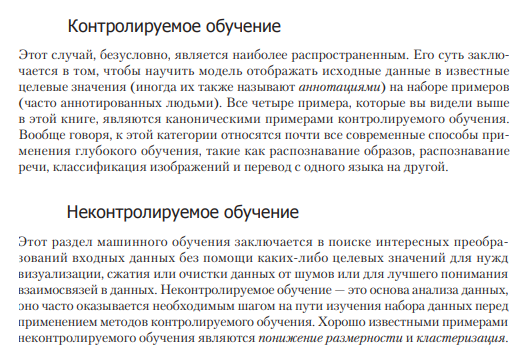 Контролируемое обучение
Этот случай, безусловно, является наиболее распространенным. Его суть заклю-
чается в том, чтобы научить модель отображать исходные данные в известные
целевые значения (иногда их также называют аннотациями) на наборе примеров
(часто аннотированных людьми). Все четыре примера, которые вы видели выше
в этой книге, являются каноническими примерами контролируемого обучения.
Вообще говоря, к этой категории относятся почти все современные способы при-
менения глубокого обучения, такие как распознавание образов, распознавание
речи, классификация изображений и перевод с одного языка на другой.
Неконтролируемое обучение
Этот раздел машинного обучения заключается в поиске интересных преобра-
зований входных данных без помощи каких-либо целевых значений для нужд
визуализации, сжатия или очистки данных от шумов или для лучшего понимания
взаимосвязей в данных. Неконтролируемое обучение — это основа анализа данных,
оно часто оказывается необходимым шагом на пути изучения набора данных перед
применением методов контролируемого обучения. Хорошо известными примерами
неконтролируемого обучения являются понижение размерности и кластеризация.